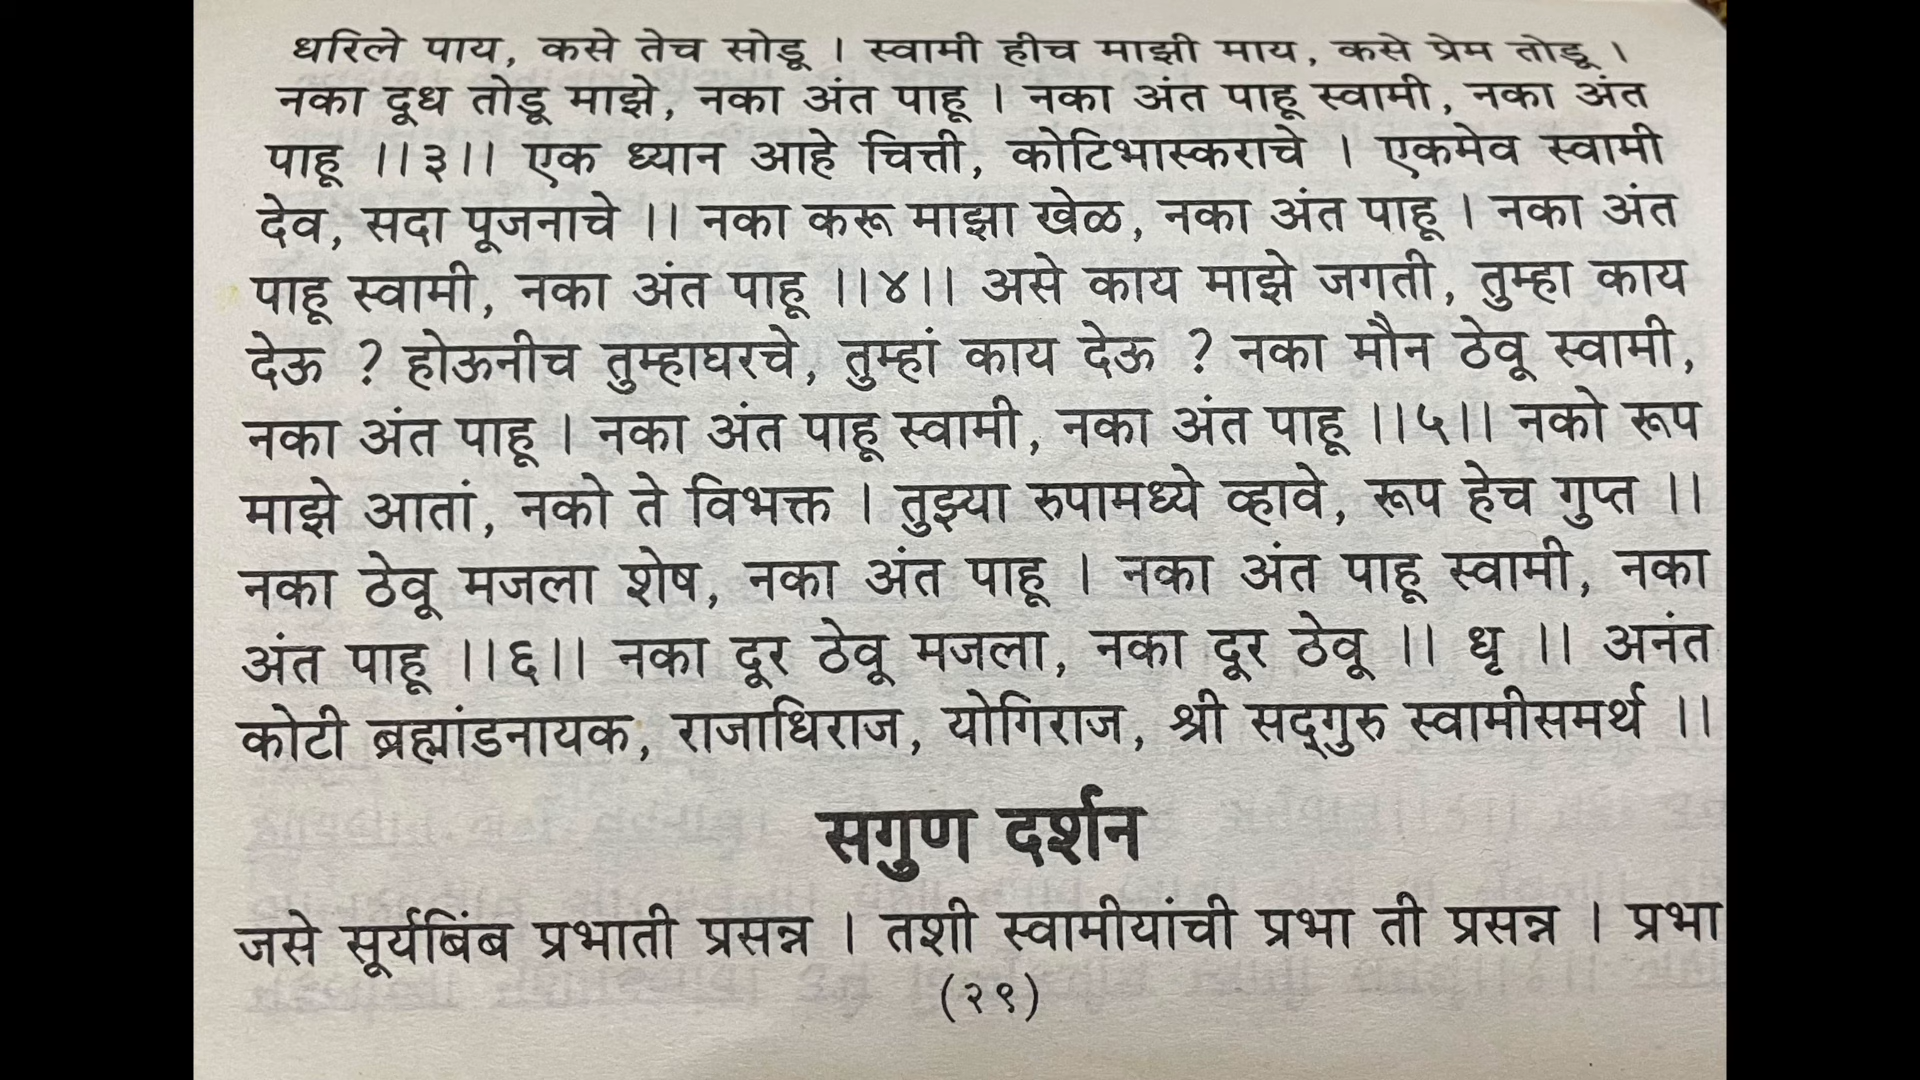 धरिले पाय, कसे तेच सोडू । स्वामी हीच माझी माय, कसे प्रेम तोडू ।
नका दूध तोडू माझे, नका अंत पाहू । नका अंत पाहू स्वामी, नका अंत
पाहू ।।३।। एक ध्यान आहे चित्ती, कोटिभास्कराचे । एकमेव स्वामी
देव, सदा पूजनाचे ।। नका करू माझा खेळ, नका अंत पाहू । नका अंत
पाहू स्वामी, नका अंत पाहू ।।४।। असे काय माझे जगती, तुम्हा काय
देऊ ? होऊनीच तुम्हाघरचे, तुम्हां काय देऊ ? नका मौन ठेवू स्वामी,
नका अंत पाहू । नका अंत पाहू स्वामी, नका अंत पाहू ।।५।। नको रूप
माझे आतां, नको ते विभक्त । तुझ्या रुपामध्ये व्हावे, रूप हेच गुप्त ।।
नका ठेवू मजला शेष, नका अंत पाहू । नका अंत पाहू स्वामी, नका
अंत पाहू ।।६।। नका दूर ठेवू मजला, नका दूर ठेवू ।। धृ ।। अनंत
कोटी ब्रह्मांडनायक, राजाधिराज, योगिराज, श्री सद्‌गुरु स्वामीसमर्थ ।।
सगुण दर्शन
जसे सूर्यबिंब प्रभाती प्रसन्न । तशी स्वामीयांची प्रभा ती प्रसन्न । प्रभा
(२९)